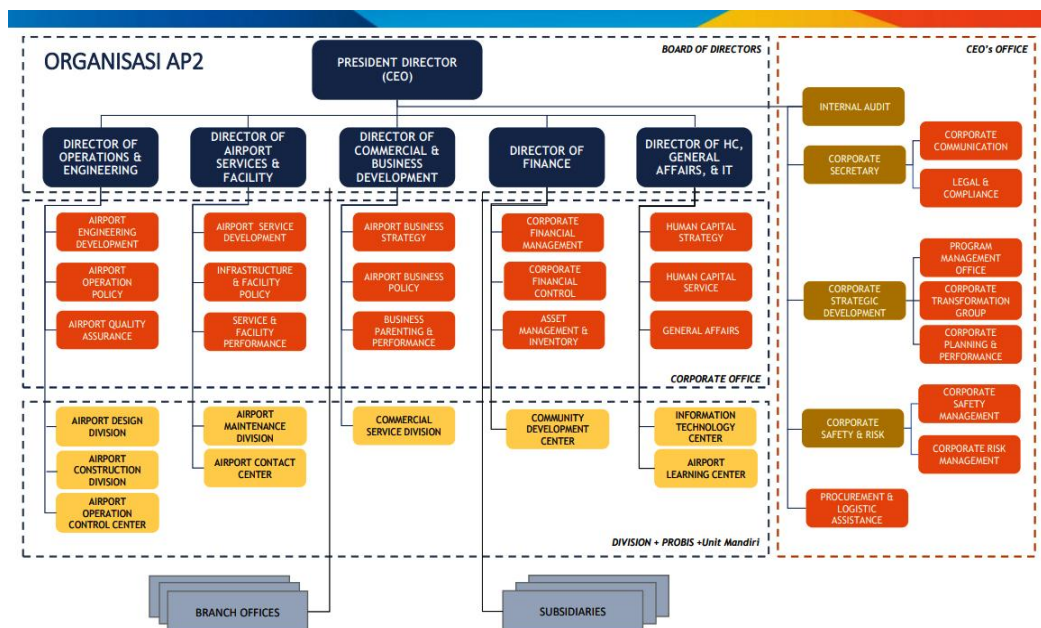 ORGANISASI AP2
BOARD OF DIRECTORS
PRESIDENT DIRECTOR
(CEO)
DIRECTOR OF
OPERATIONS &
ENGINEERING
DIRECTOR OF
AIRPORT
SERVICES &
FACILITY
DIRECTOR OF
COMMERCIAL &
BUSINESS
DEVELOPMENT
DIRECTOR OF
FINANCE
DIRECTOR OF HC,
GENERAL
AFFAIRS, & IT
AIRPORT
ENGINEERING
DEVELOPMENT
AIRPORT SERVICE
DEVELOPMENT
AIRPORT BUSINESS
STRATEGY
CORPORATE
FINANCIAL
MANAGEMENT
HUMAN CAPITAL
STRATEGY
AIRPORT
OPERATION
POLICY
INFRASTRUCTURE
& FACILITY
POLICY
AIRPORT BUSINESS
POLICY
CORPORATE
FINANCIAL
CONTROL
HUMAN CAPITAL
SERVICE
AIRPORT QUALITY
ASSURANCE
SERVICE &
FACILITY
PERFORMANCE
BUSINESS
PARENTING &
PERFORMANCE
ASSET
MANAGEMENT &
INVENTORY
GENERAL AFFAIRS
CORPORATE OFFICE
AIRPORT DESIGN
DIVISION
AIRPORT
MAINTENANCE
DIVISION
COMMERCIAL
SERVICE DIVISION
COMMUNITY
DEVELOPMENT
CENTER
INFORMATION
TECHNOLOGY
CENTER
AIRPORT
CONSTRUCTION
DIVISION
AIRPORT CONTACT
CENTER
AIRPORT
LEARNING CENTER
AIRPORT
OPERATION
CONTROL CENTER
DIVISION + PROBIS +Unit Mandiri
BRANCH OFFICES
SUBSIDIARIES
CEO's OFFICE
INTERNAL AUDIT
CORPORATE
SECRETARY
CORPORATE
COMMUNICATION
LEGAL &
COMPLIANCE
CORPORATE
STRATEGIC
DEVELOPMENT
PROGRAM
MANAGEMENT
OFFICE
CORPORATE
TRANSFORMATION
GROUP
CORPORATE
PLANNING &
PERFORMANCE
CORPORATE
SAFETY & RISK
CORPORATE
SAFETY
MANAGEMENT
CORPORATE RISK
MANAGEMENT
PROCUREMENT &
LOGISTIC
ASSISTANCE